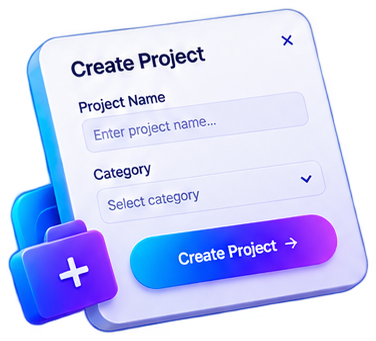 Create Project
Project Name
Enter project name...
Category
Select category
Create Project →